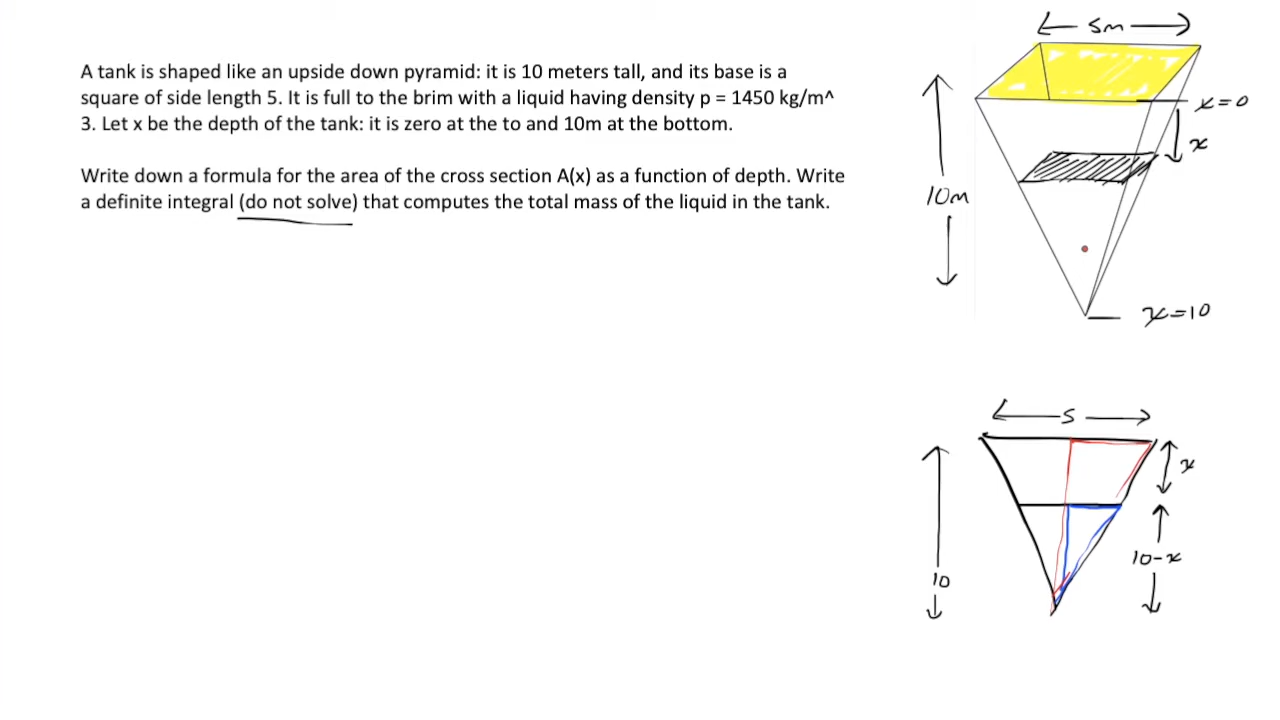 A tank is shaped like an upside down pyramid: it is 10 meters tall, and its base is a
square of side length 5. It is full to the brim with a liquid having density p = 1450 kg/m^
3. Let x be the depth of the tank: it is zero at the to and 10m at the bottom.
Write down a formula for the area of the cross section A(x) as a function of depth. Write
a definite integral (do not solve) that computes the total mass of the liquid in the tank.
5m
x=0
x
10m
x=10
5
x
10-x
10